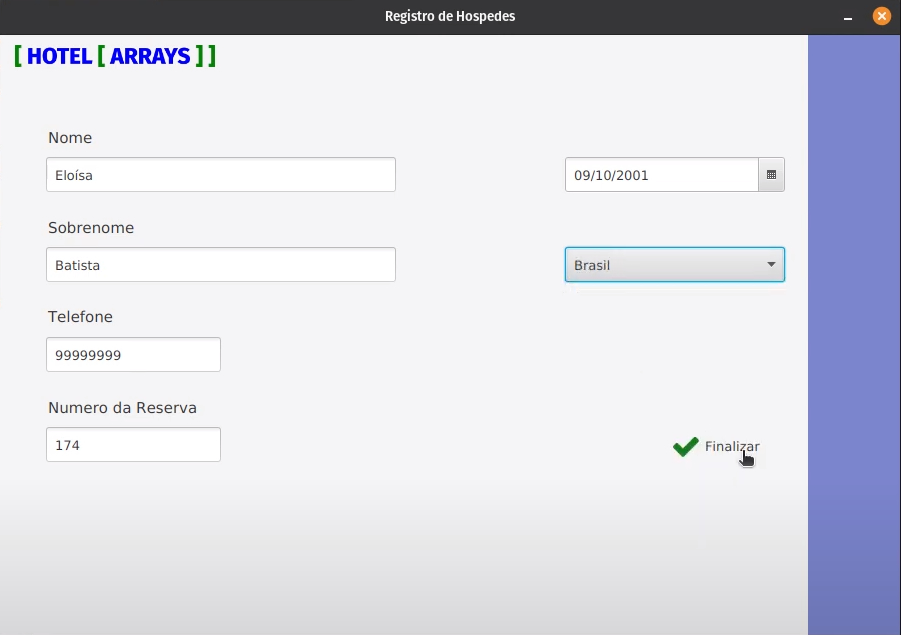 Registro de Hospedes
[ HOTEL [ ARRAYS ] ]
Nome
Eloísa
09/10/2001
Sobrenome
Batista
Brasil
Telefone
99999999
Numero da Reserva
174
Finalizar